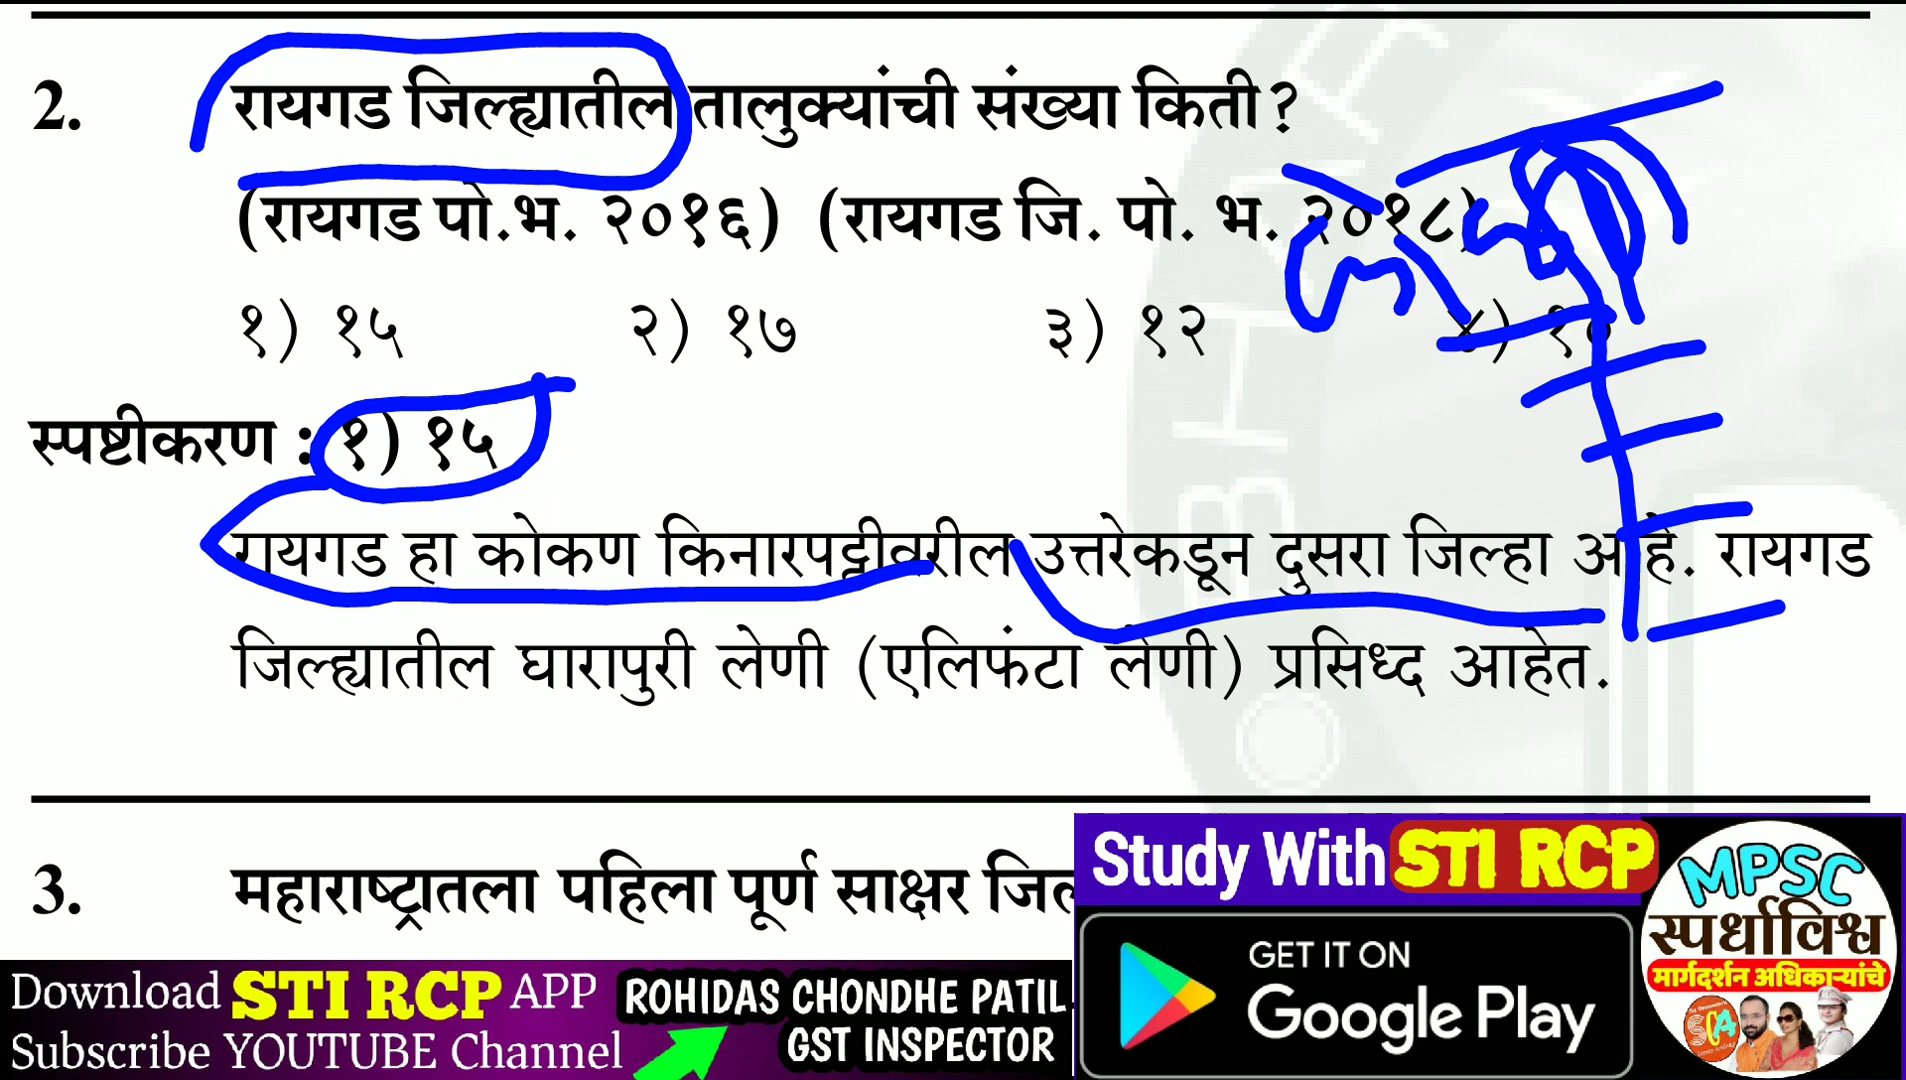 2. रायगड जिल्ह्यातील तालुक्यांची संख्या किती?
(रायगड पो.भ. २०१६) (रायगड जि. पो. भ. २०१८)
१) १५ २) १७ ३) १२ ४) १०
स्पष्टीकरण : १) १५
रायगड हा कोकण किनारपट्टीवरील उत्तरेकडून दुसरा जिल्हा आहे. रायगड
जिल्ह्यातील घारापुरी लेणी (एलिफंटा लेणी) प्रसिध्द आहेत.
3. महाराष्ट्रातला पहिला पूर्ण साक्षर
Study With STI RCP
GET IT ON
Google Play
MPSC
स्पर्धाविश्व
मार्गदर्शन अधिकाऱ्यांचे
Download STI RCP APP
Subscribe YOUTUBE Channel
ROHIDAS CHONDHE PATIL
GST INSPECTOR